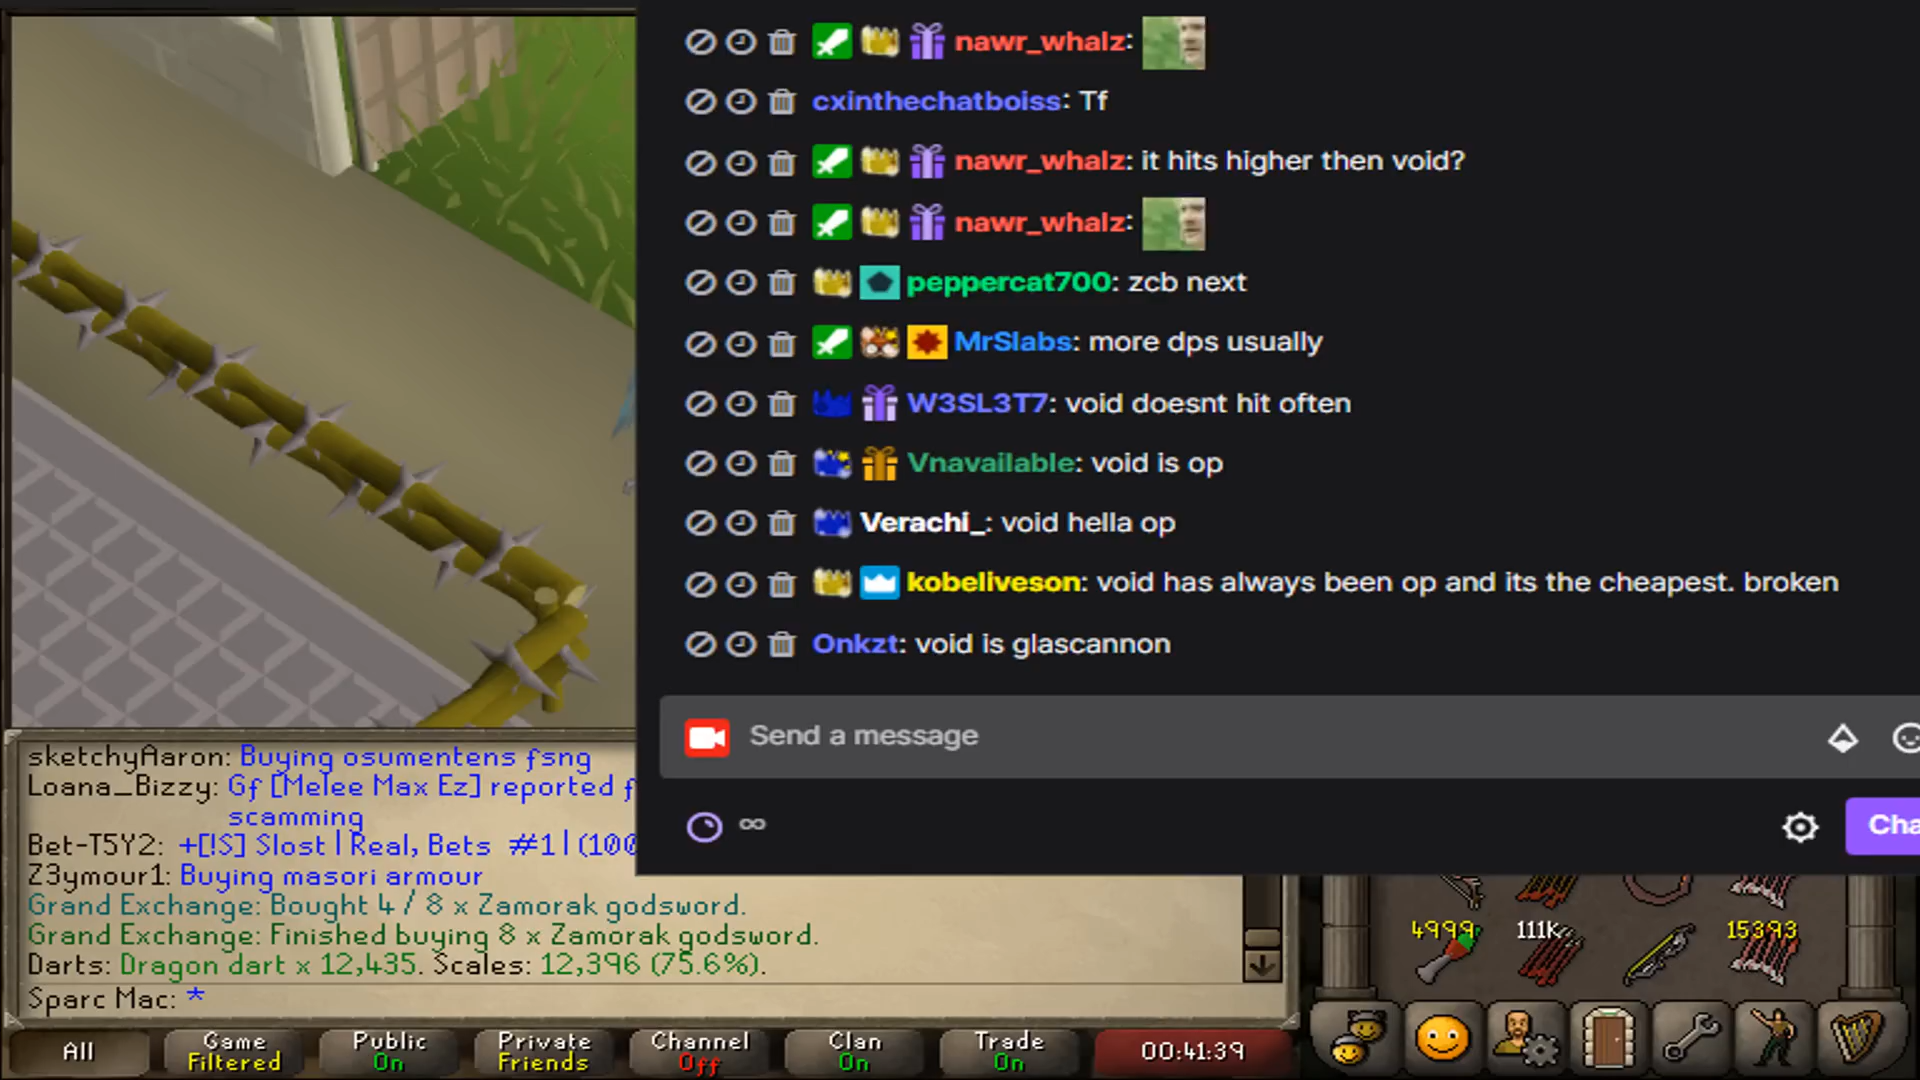 nawr_whalz:
cxinthechatboiss: Tf
nawr_whalz: it hits higher then void?
nawr_whalz:
peppercat700: zcb next
MrSlabs: more dps usually
W3SL3T7: void doesnt hit often
Vnavailable: void is op
Verachi_: void hella op
kobeliveson: void has always been op and its the cheapest. broken
Onkzt: void is glascannon
Send a message
∞
Cha
sketchyAaron: Buying osumentens fsng
Loana_Bizzy: Gf [Melee Max Ez] reported f
scamming
Bet-T5Y2: +[!S] Slost | Real, Bets #1 | (100
Z3ymour1: Buying masori armour
Grand Exchange: Bought 4 / 8 x Zamorak godsword.
Grand Exchange: Finished buying 8 x Zamorak godsword.
Darts: Dragon dart x 12,435. Scales: 12,396 (75.6%).
Sparc Mac: *
4999 111K 15393
All
Game
Filtered
Public
On
Private
Friends
Channel
Off
Clan
On
Trade
On
00:41:39